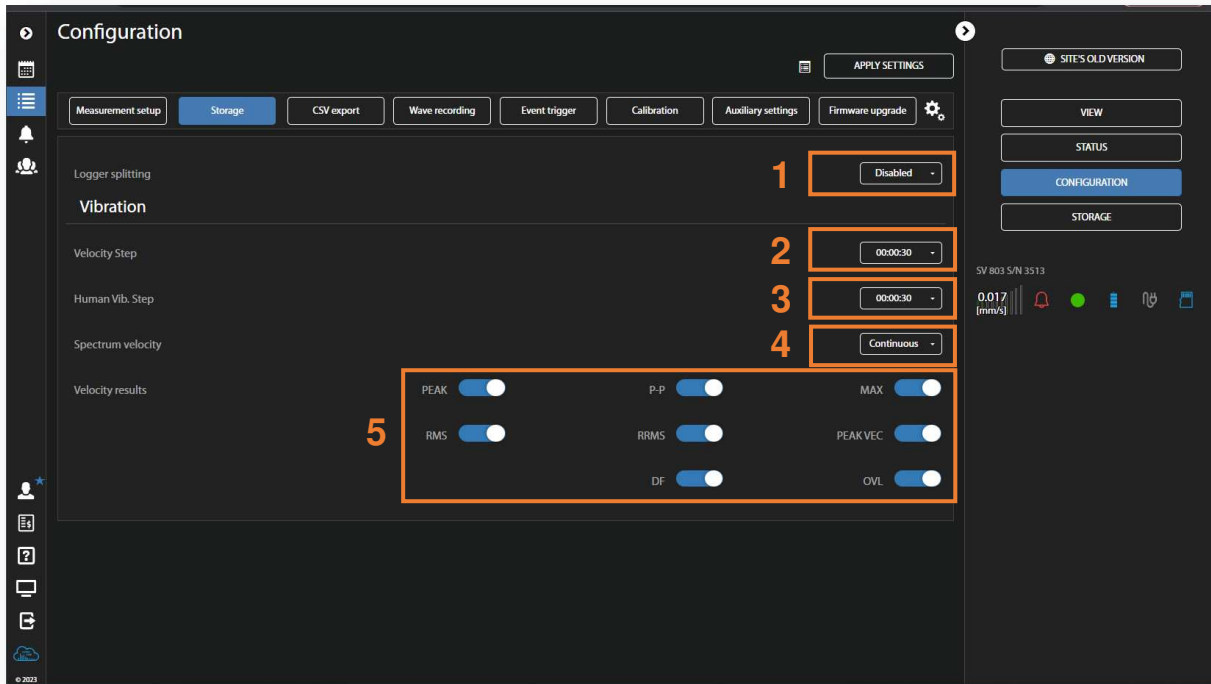 Configuration
APPLY SETTINGS
SITE'S OLD VERSION
Measurement setup
Storage
CSV export
Wave recording
Event trigger
Calibration
Auxiliary settings
Firmware upgrade
VIEW
STATUS
CONFIGURATION
STORAGE
Logger splitting
1
Disabled
Vibration
Velocity Step
2
00:00:30
Human Vib. Step
3
00:00:30
Spectrum velocity
4
Continuous
Velocity results
5
PEAK
P-P
MAX
RMS
RRMS
PEAK VEC
DF
OVL
SV 803 S/N 3513
0.017
[mm/s]
© 2023